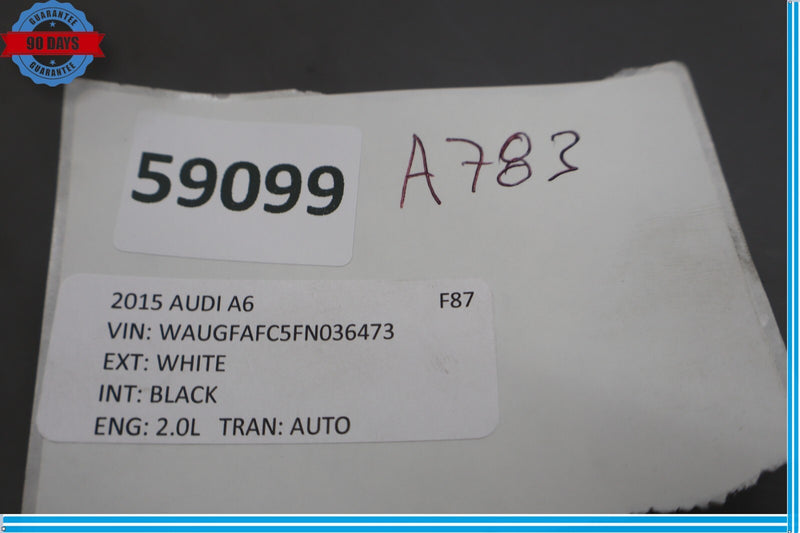 GUARANTEE
90 DAYS
GUARANTEE
59099
A783
2015 AUDI A6 F87
VIN: WAUGFAFC5FN036473
EXT: WHITE
INT: BLACK
ENG: 2.0L TRAN: AUTO